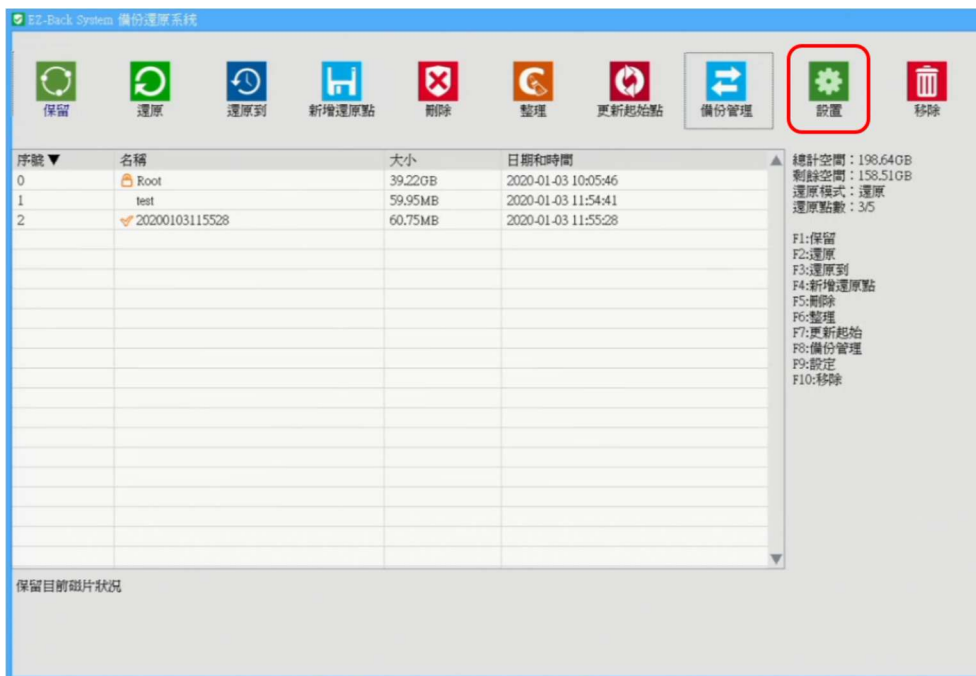 EZ-Back System 備份還原系統
保留 還原 還原到 新增還原點 刪除 整理 更新起始點 備份管理 設置 移除
序號▼ 名稱 大小 日期和時間
0 Root 39.22GB 2020-01-03 10:05:46
1 test 59.95MB 2020-01-03 11:54:41
2 20200103115528 60.75MB 2020-01-03 11:55:28
總計空間：198.64GB
剩餘空間：158.51GB
還原模式：還原
還原點數：3/5
F1:保留
F2:還原
F3:還原到
F4:新增還原點
F5:刪除
F6:整理
F7:更新起始
F8:備份管理
F9:設定
F10:移除
保留目前磁片狀況